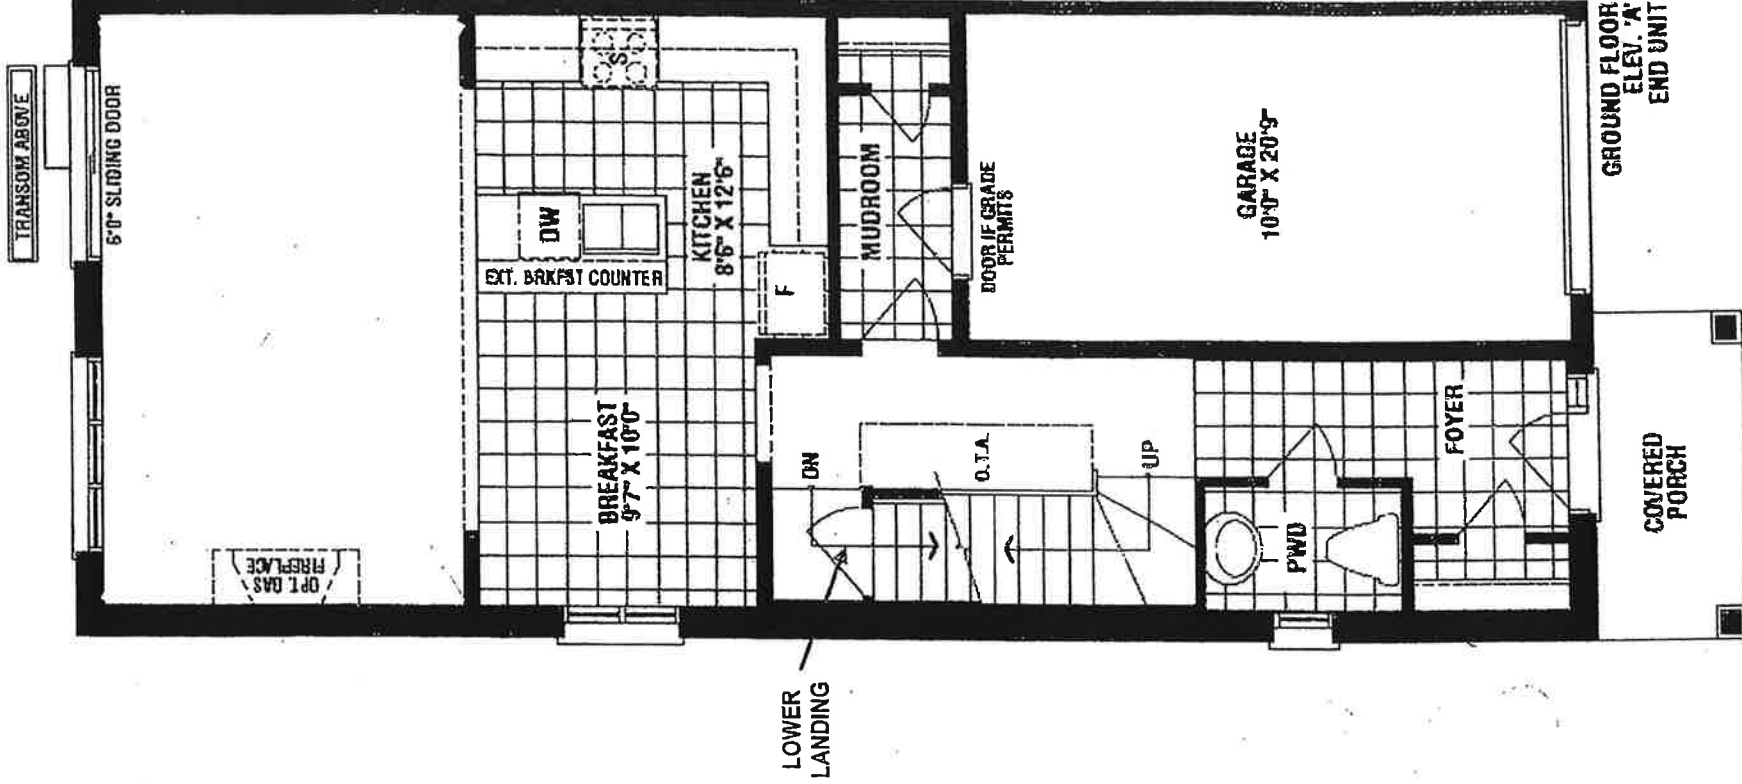 TRANSOM ABOVE
6'0" SLIDING DOOR
OPT. GAS
FIREPLACE
EXT. BRKFST COUNTER
DW
S
KITCHEN
8'6" X 12'6"
F
BREAKFAST
9'7" X 10'0"
MUDROOM
DOOR IF GRADE
PERMITS
GARAGE
10'0" X 20'9"
DN
O.T.A.
UP
LOWER
LANDING
PWD
FOYER
COVERED
PORCH
GROUND FLOOR
ELEV. 'A'
END UNIT